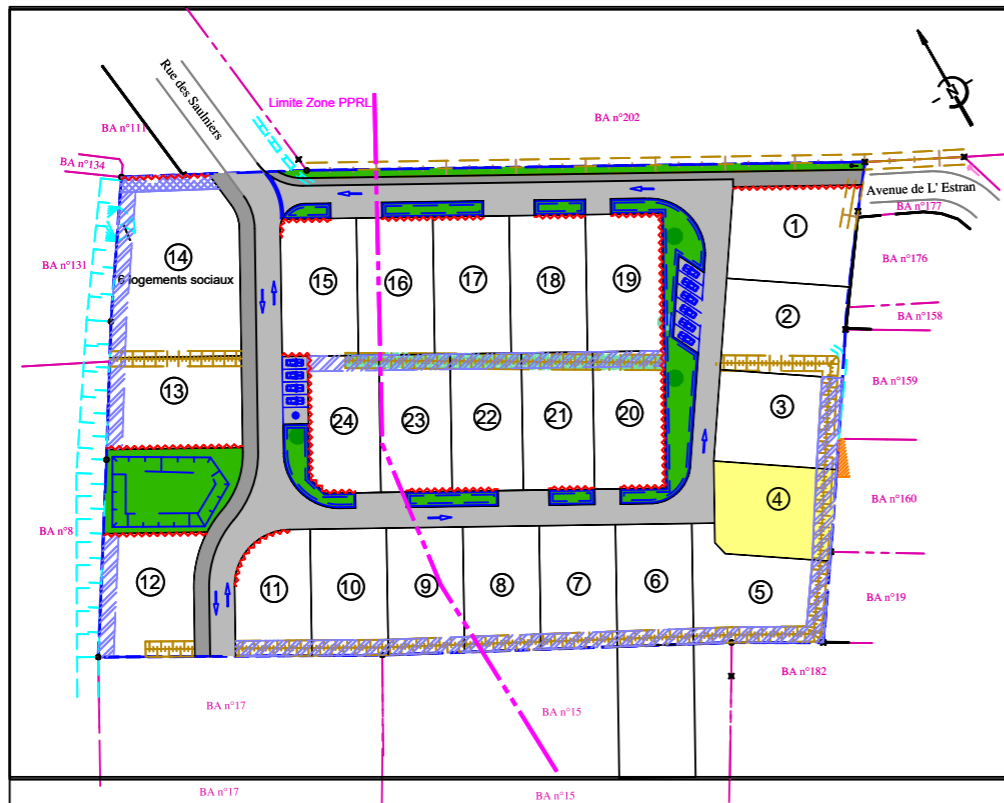 Rue des Saulniers
Limite Zone PPRL
BA n°202
N
BA n°111
BA n°134
Avenue de L' Estran
BA n°177
1
14
6 logements sociaux
BA n°131
15
16
17
18
19
BA n°176
2
BA n°158
13
24
23
22
21
20
3
BA n°159
4
BA n°160
BA n°8
12
11
10
9
8
7
6
5
BA n°19
BA n°182
BA n°17
BA n°15
BA n°17
BA n°15